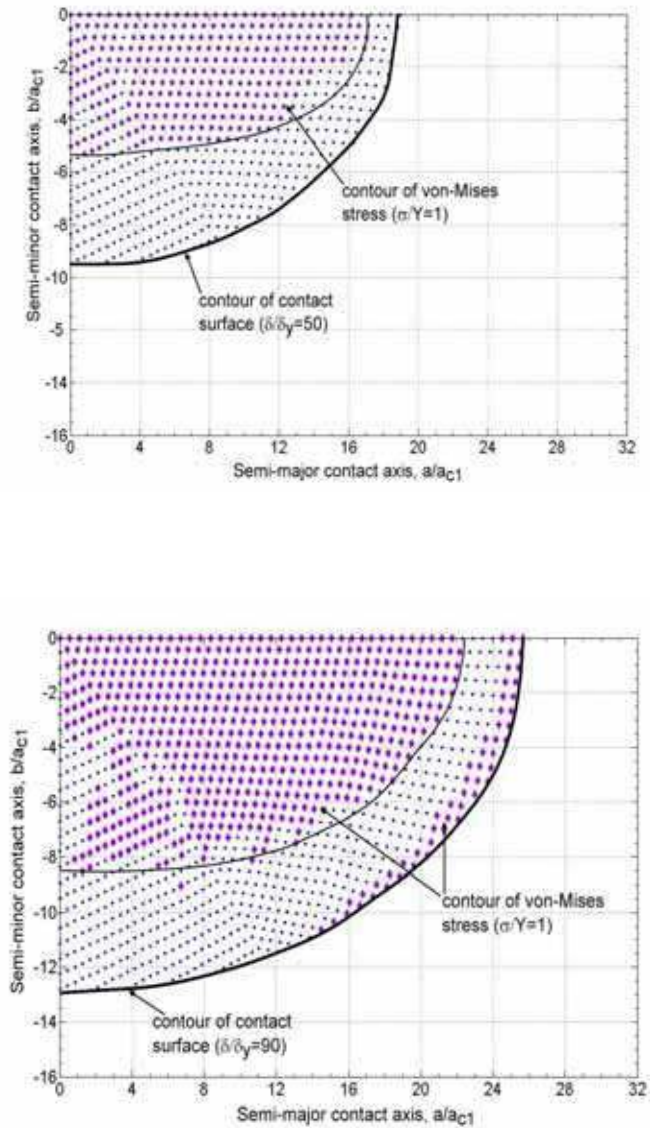 0
-2
-4
-6
-8
-10
-5
-14
-16
Semi-minor contact axis, b/aC1
contour of von-Mises
stress (σ/Y=1)
contour of contact
surface (δ/δy=50)
0 4 8 12 16 20 24 28 32
Semi-major contact axis, a/aC1
0
-2
-4
-6
-8
-10
-12
-14
-16
Semi-minor contact axis, b/aC1
contour of von-Mises
stress (σ/Y=1)
contour of contact
surface (δ/δy=90)
0 4 8 12 16 20 24 28 32
Semi-major contact axis, a/aC1